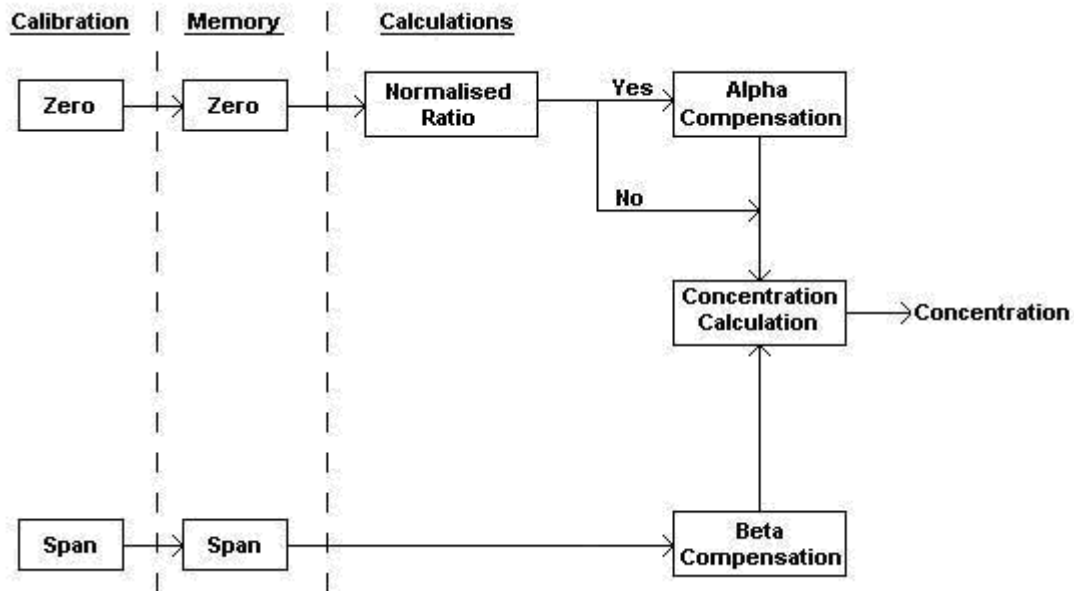 Calibration
Memory
Calculations
Zero
Zero
Normalised
Ratio
Yes
Alpha
Compensation
No
Concentration
Calculation
Concentration
Span
Span
Beta
Compensation